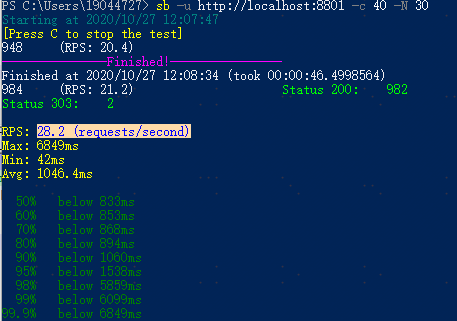 PS C:\Users\19044727> sb -u http://localhost:8801 -c 40 -N 30
Starting at 2020/10/27 12:07:47
[Press C to stop the test]
948 (RPS: 20.4)
---------------Finished!----------------
Finished at 2020/10/27 12:08:34 (took 00:00:46.4998564)
984 (RPS: 21.2) Status 200: 982
Status 303: 2
RPS: 28.2 (requests/second)
Max: 6849ms
Min: 42ms
Avg: 1046.4ms
50% below 833ms
60% below 853ms
70% below 868ms
80% below 894ms
90% below 1060ms
95% below 1538ms
98% below 5859ms
99% below 6099ms
99.9% below 6849ms